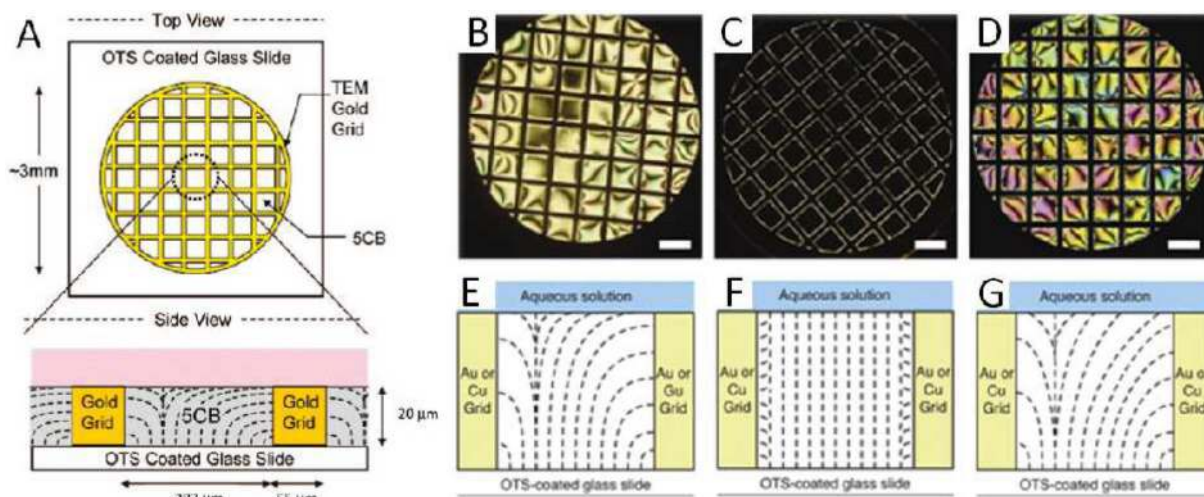 A
Top View
OTS Coated Glass Slide
TEM
Gold
Grid
~3mm
5CB
Side View
Gold
Grid
5CB
Gold
Grid
20 μm
OTS Coated Glass Slide
B
C
D
E
Aqueous solution
Au or
Cu
Grid
Au or
Gu
Grid
OTS-coated glass slide
F
Aqueous solution
Au or
Cu
Grid
Au or
Cu
Grid
OTS-coated glass slide
G
Aqueous solution
Au or
Cu
Grid
Au or
Cu
Grid
OTS-coated glass slide